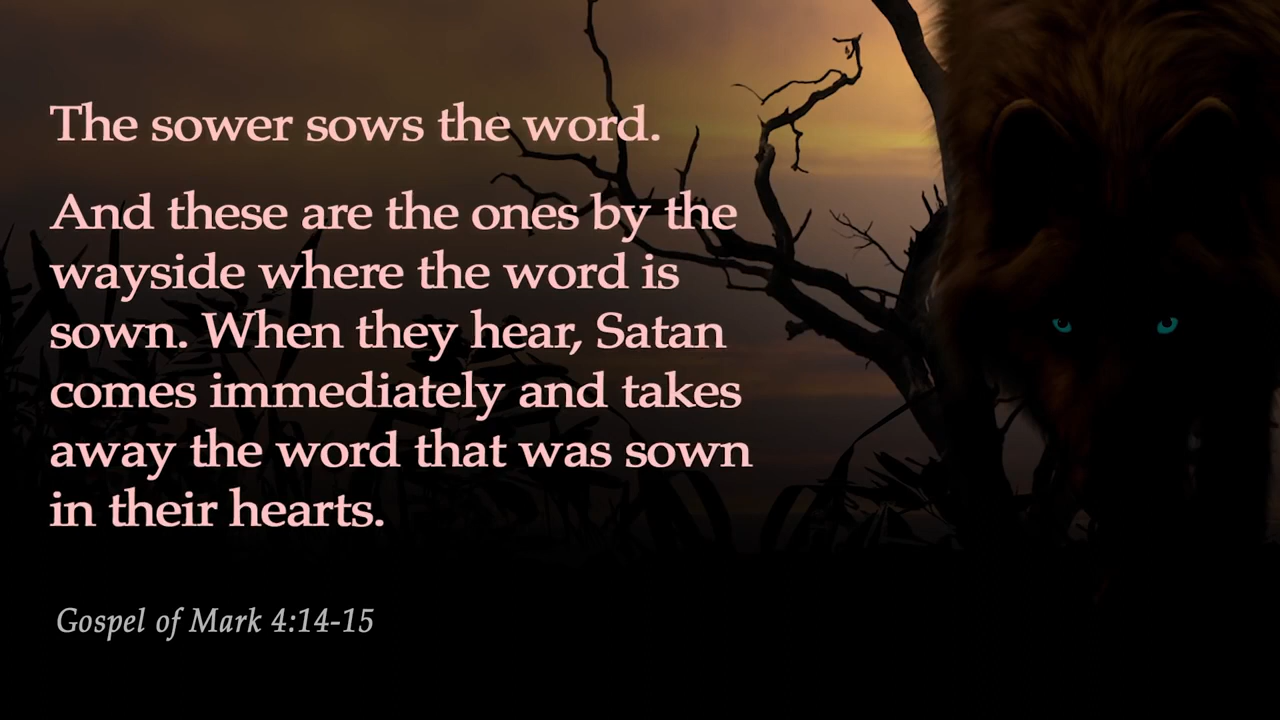 The sower sows the word.
And these are the ones by the
wayside where the word is
sown. When they hear, Satan
comes immediately and takes
away the word that was sown
in their hearts.
Gospel of Mark 4:14-15